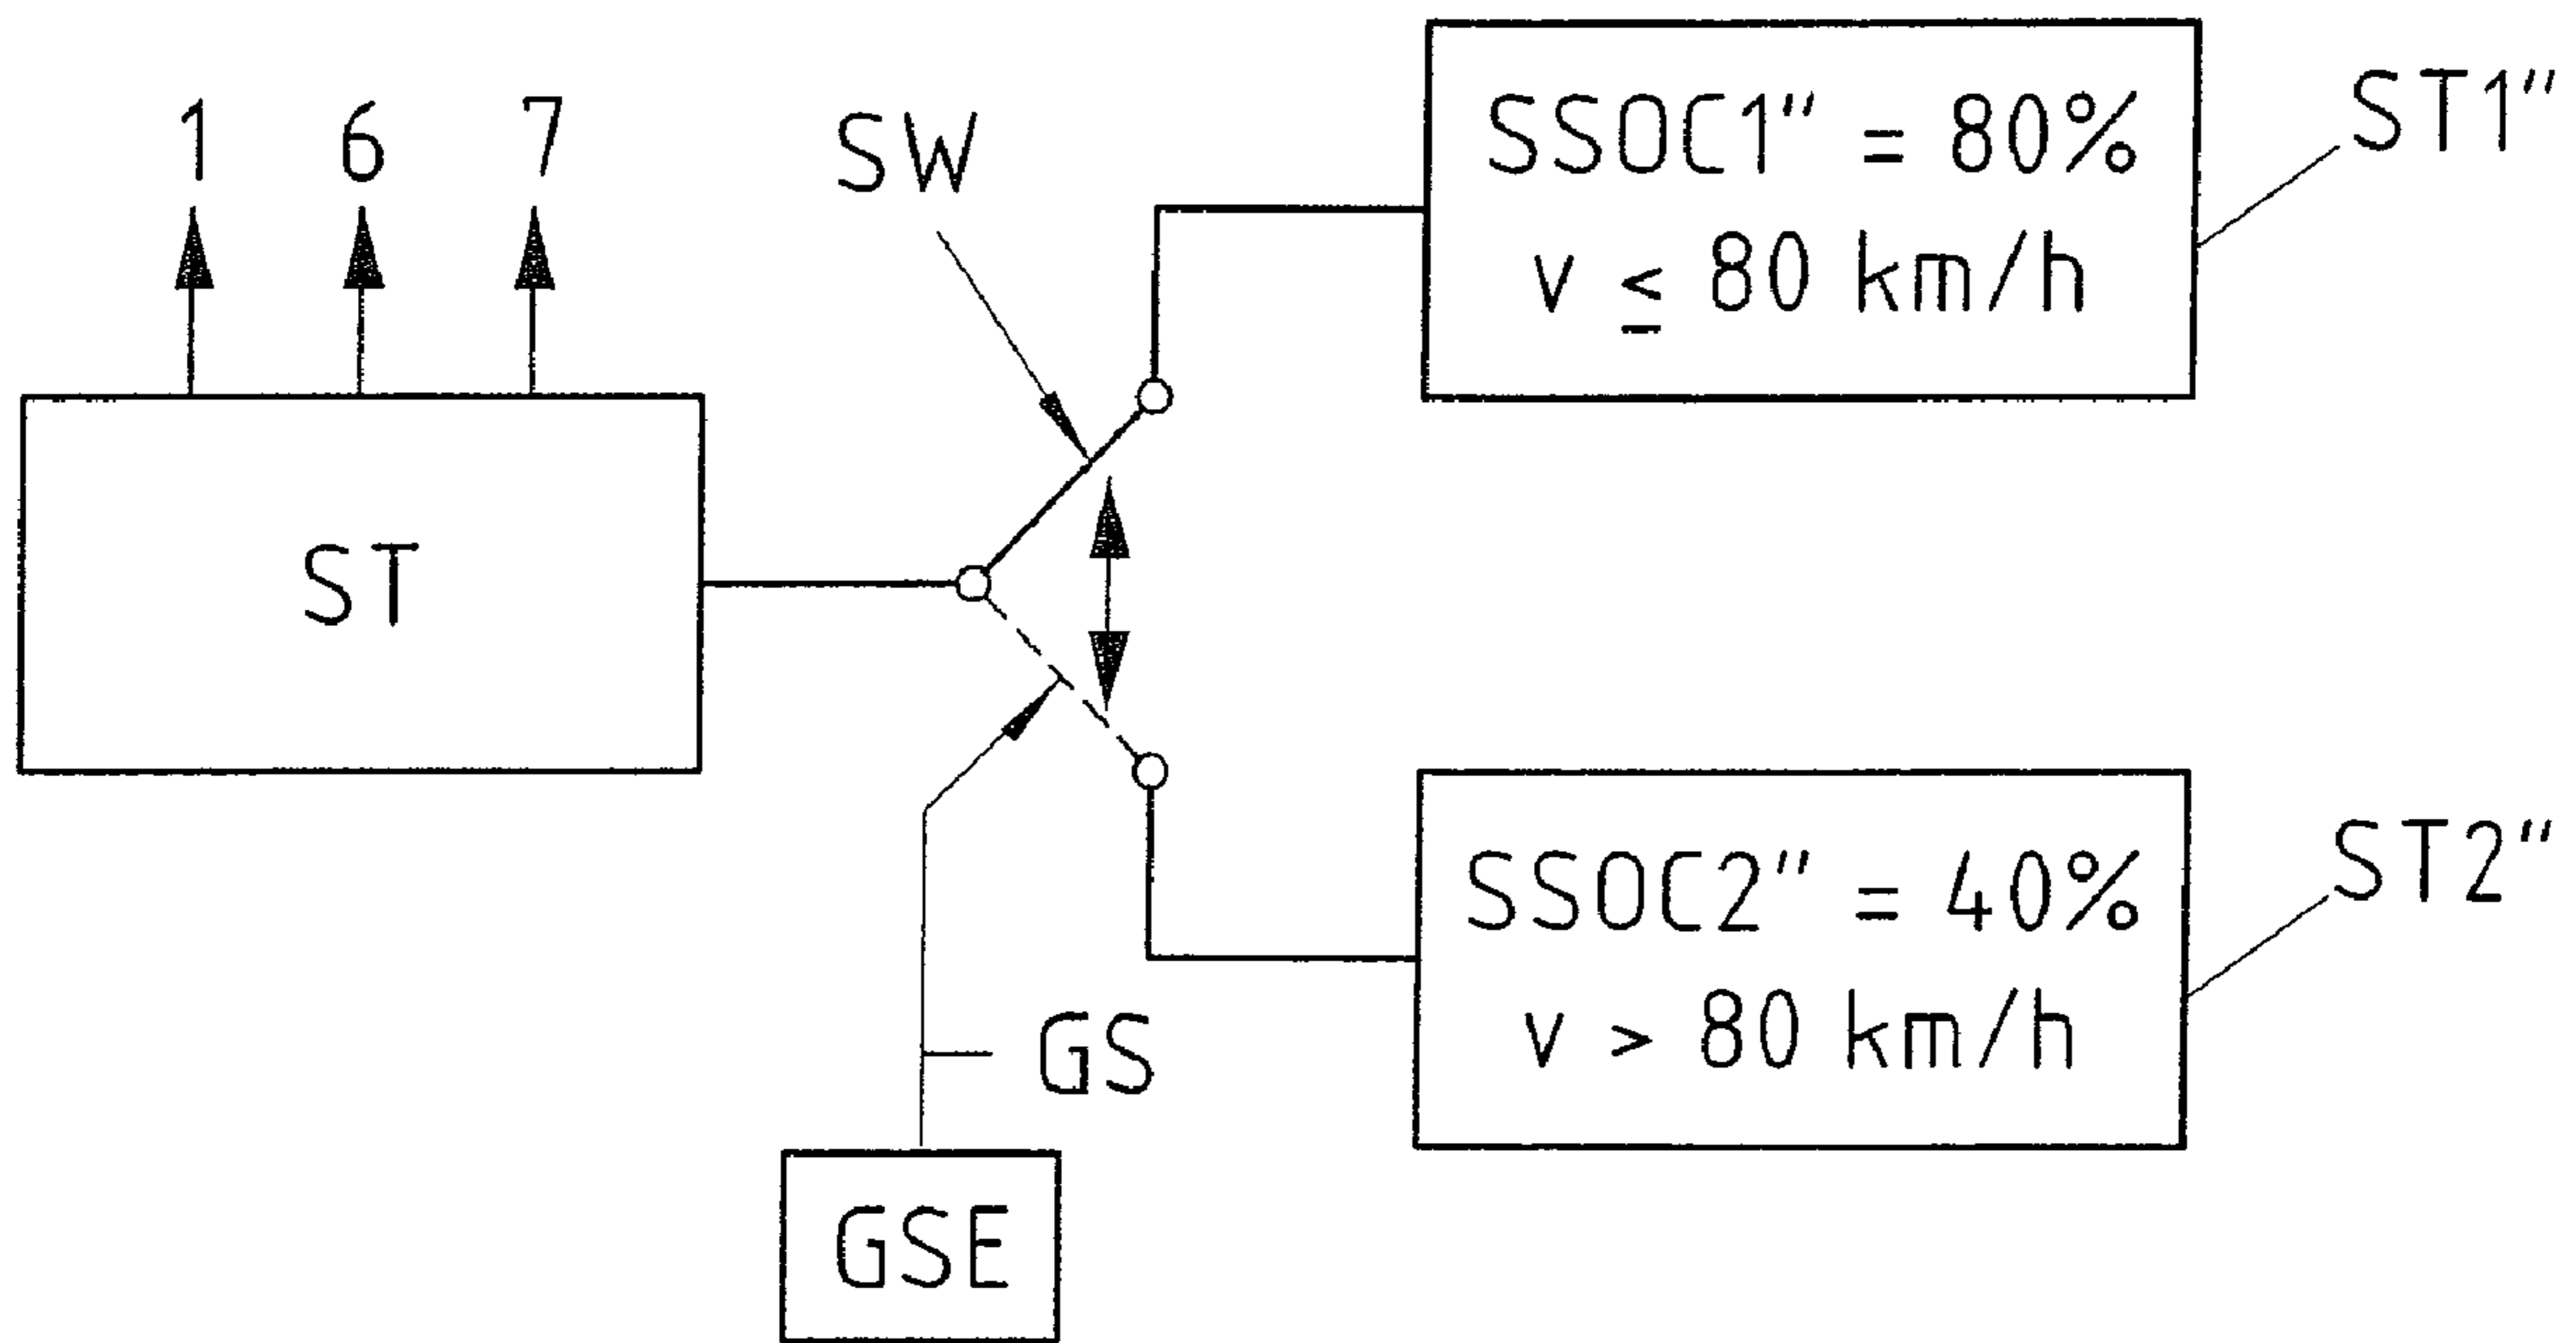 1 6 7
SW
SSOC1" = 80%
v ≤ 80 km/h
ST1"
ST
SSOC2" = 40%
v > 80 km/h
ST2"
GS
GSE